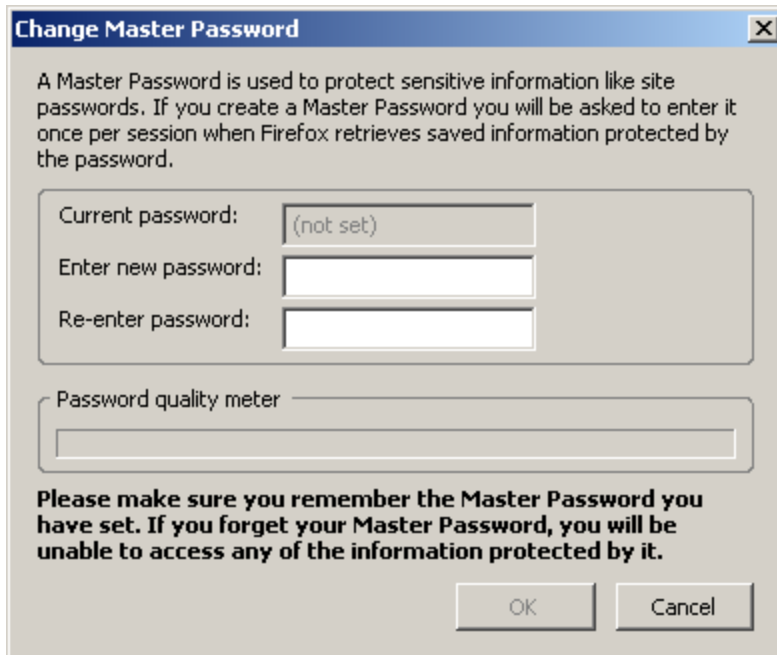 Change Master Password
A Master Password is used to protect sensitive information like site
passwords. If you create a Master Password you will be asked to enter it
once per session when Firefox retrieves saved information protected by
the password.
Current password: (not set)
Enter new password:
Re-enter password:
Password quality meter
Please make sure you remember the Master Password you
have set. If you forget your Master Password, you will be
unable to access any of the information protected by it.
OK Cancel